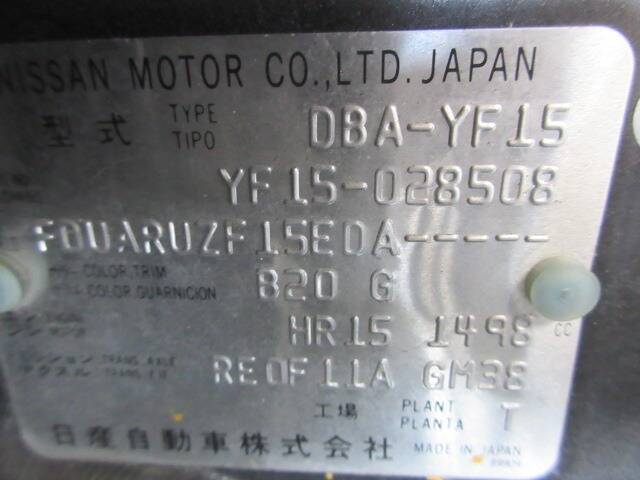 NISSAN MOTOR CO.,LTD. JAPAN
型式 TYPE TIPO DBA-YF15
YF15-028508
FDUARUZF15EDA-----
COLOR.TRIM
COLOR.GUARNICION B20 G
HR15 1498 CC
TRANS. AXLE RE0F11A GM38
工場 PLANT PLANTA T
日産自動車株式会社 MADE IN JAPAN